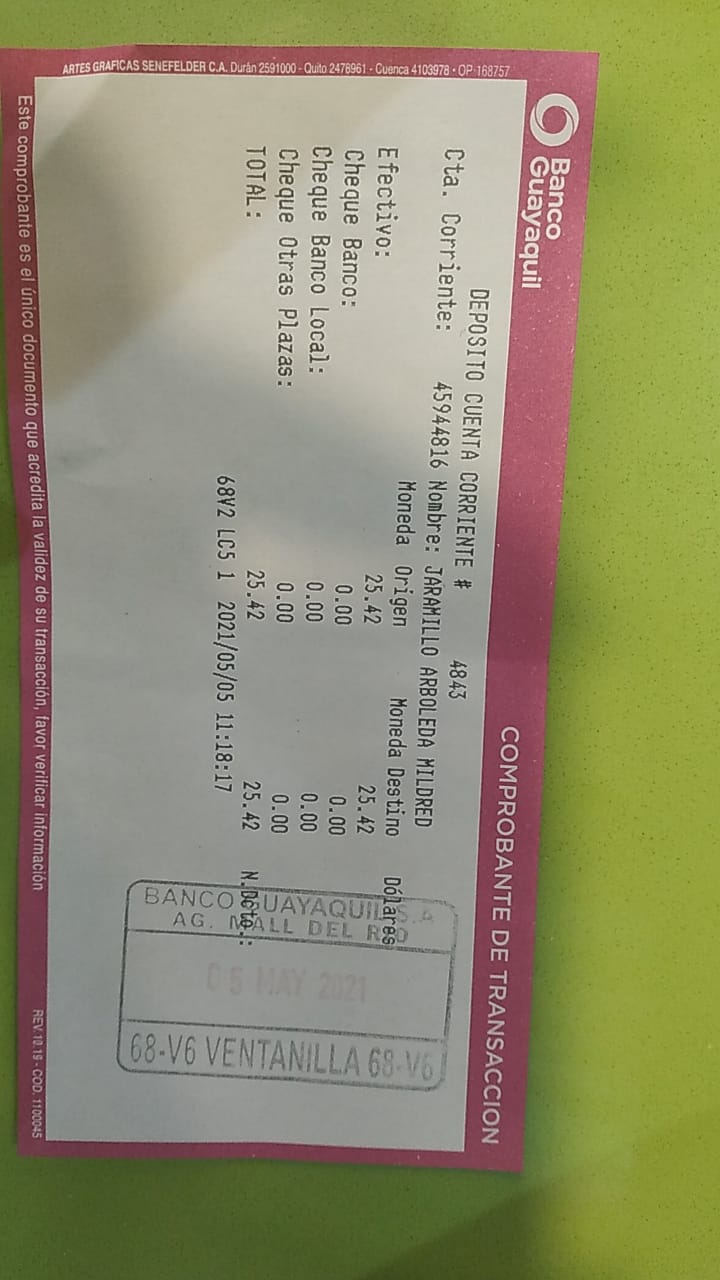 Banco
Guayaquil
COMPROBANTE DE TRANSACCION
DEPOSITO CUENTA CORRIENTE # 4843
Cta. Corriente: 45944816 Nombre: JARAMILLO ARBOLEDA MILDRED
Moneda Origen Moneda Destino Dólares
Efectivo: 25.42 25.42
Cheque Banco: 0.00 0.00
Cheque Banco Local: 0.00 0.00
Cheque Otras Plazas: 0.00 0.00
TOTAL: 25.42 25.42 N.Dcto.:
68V2 LC5 1 2021/05/05 11:18:17
BANCO GUAYAQUIL S.A
AG. MALL DEL RIO
05 MAY 2021
68-V6 VENTANILLA 68-V6
ARTES GRAFICAS SENEFELDER C.A. Durán 2591000 - Quito 2478961 - Cuenca 4103978 • OP:168757
Este comprobante es el único documento que acredita la validez de su transacción, favor verificar información
REV. 10.19 - COD. 1100045